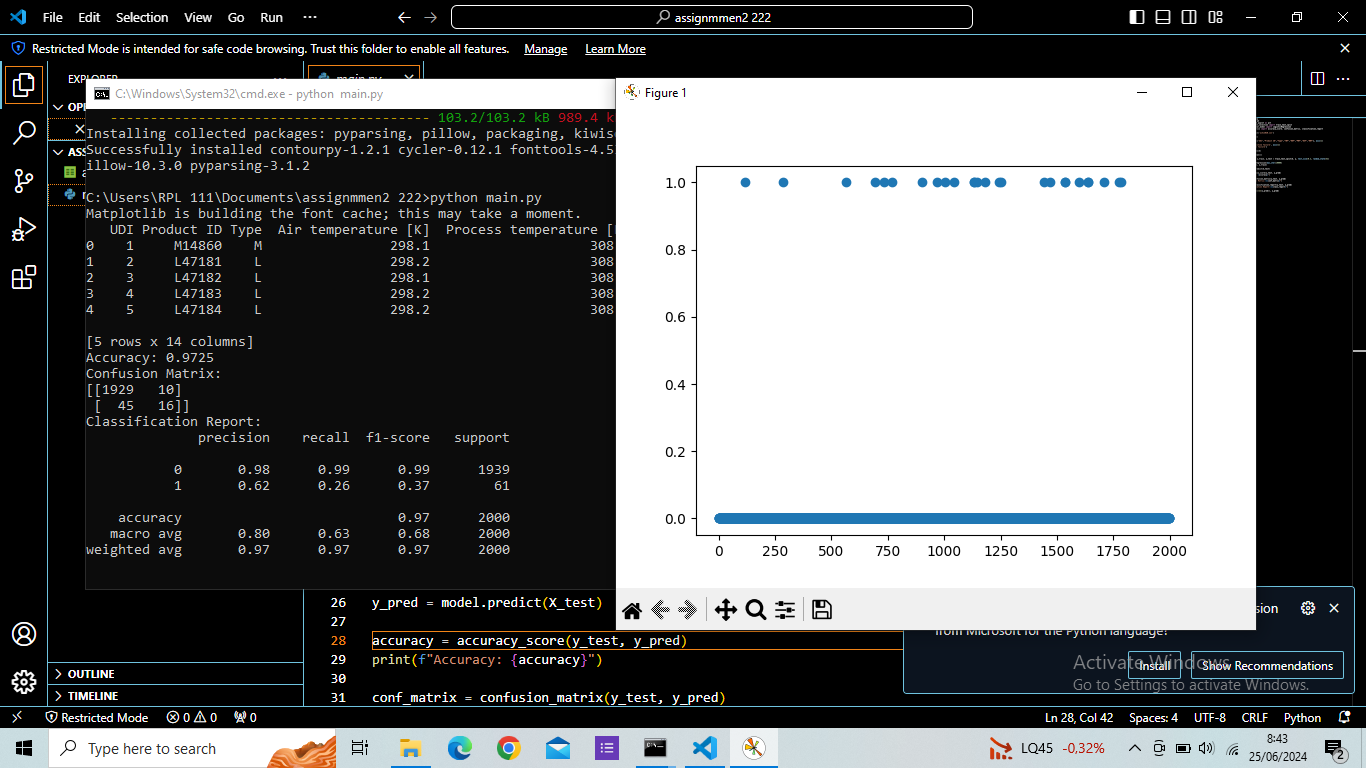 File Edit Selection View Go Run ··· assignmmen2 222
Restricted Mode is intended for safe code browsing. Trust this folder to enable all features. Manage Learn More
EXPLORER
main.py
C:\Windows\System32\cmd.exe - python main.py
---------------------------------------- 103.2/103.2 kB 989.4 k
Installing collected packages: pyparsing, pillow, packaging, kiwis
Successfully installed contourpy-1.2.1 cycler-0.12.1 fonttools-4.5
illow-10.3.0 pyparsing-3.1.2
C:\Users\RPL 111\Documents\assignmmen2 222>python main.py
Matplotlib is building the font cache; this may take a moment.
UDI Product ID Type Air temperature [K] Process temperature [
0 1 M14860 M 298.1 308
1 2 L47181 L 298.2 308
2 3 L47182 L 298.1 308
3 4 L47183 L 298.2 308
4 5 L47184 L 298.2 308
[5 rows x 14 columns]
Accuracy: 0.9725
Confusion Matrix:
[[1929 10]
[ 45 16]]
Classification Report:
precision recall f1-score support
0 0.98 0.99 0.99 1939
1 0.62 0.26 0.37 61
accuracy 0.97 2000
macro avg 0.80 0.63 0.68 2000
weighted avg 0.97 0.97 0.97 2000
Figure 1
1.0
0.8
0.6
0.4
0.2
0.0
0 250 500 750 1000 1250 1500 1750 2000
26 y_pred = model.predict(X_test)
27
28 accuracy = accuracy_score(y_test, y_pred)
29 print(f"Accuracy: {accuracy}")
30
31 conf_matrix = confusion_matrix(y_test, y_pred)
sion
from Microsoft for the Python language?
Install Show Recommendations
Activate Windows
Go to Settings to activate Windows.
OUTLINE
TIMELINE
Restricted Mode 0 0 0 Ln 28, Col 42 Spaces: 4 UTF-8 CRLF Python
Type here to search LQ45 -0,32% 8:43
25/06/2024
2